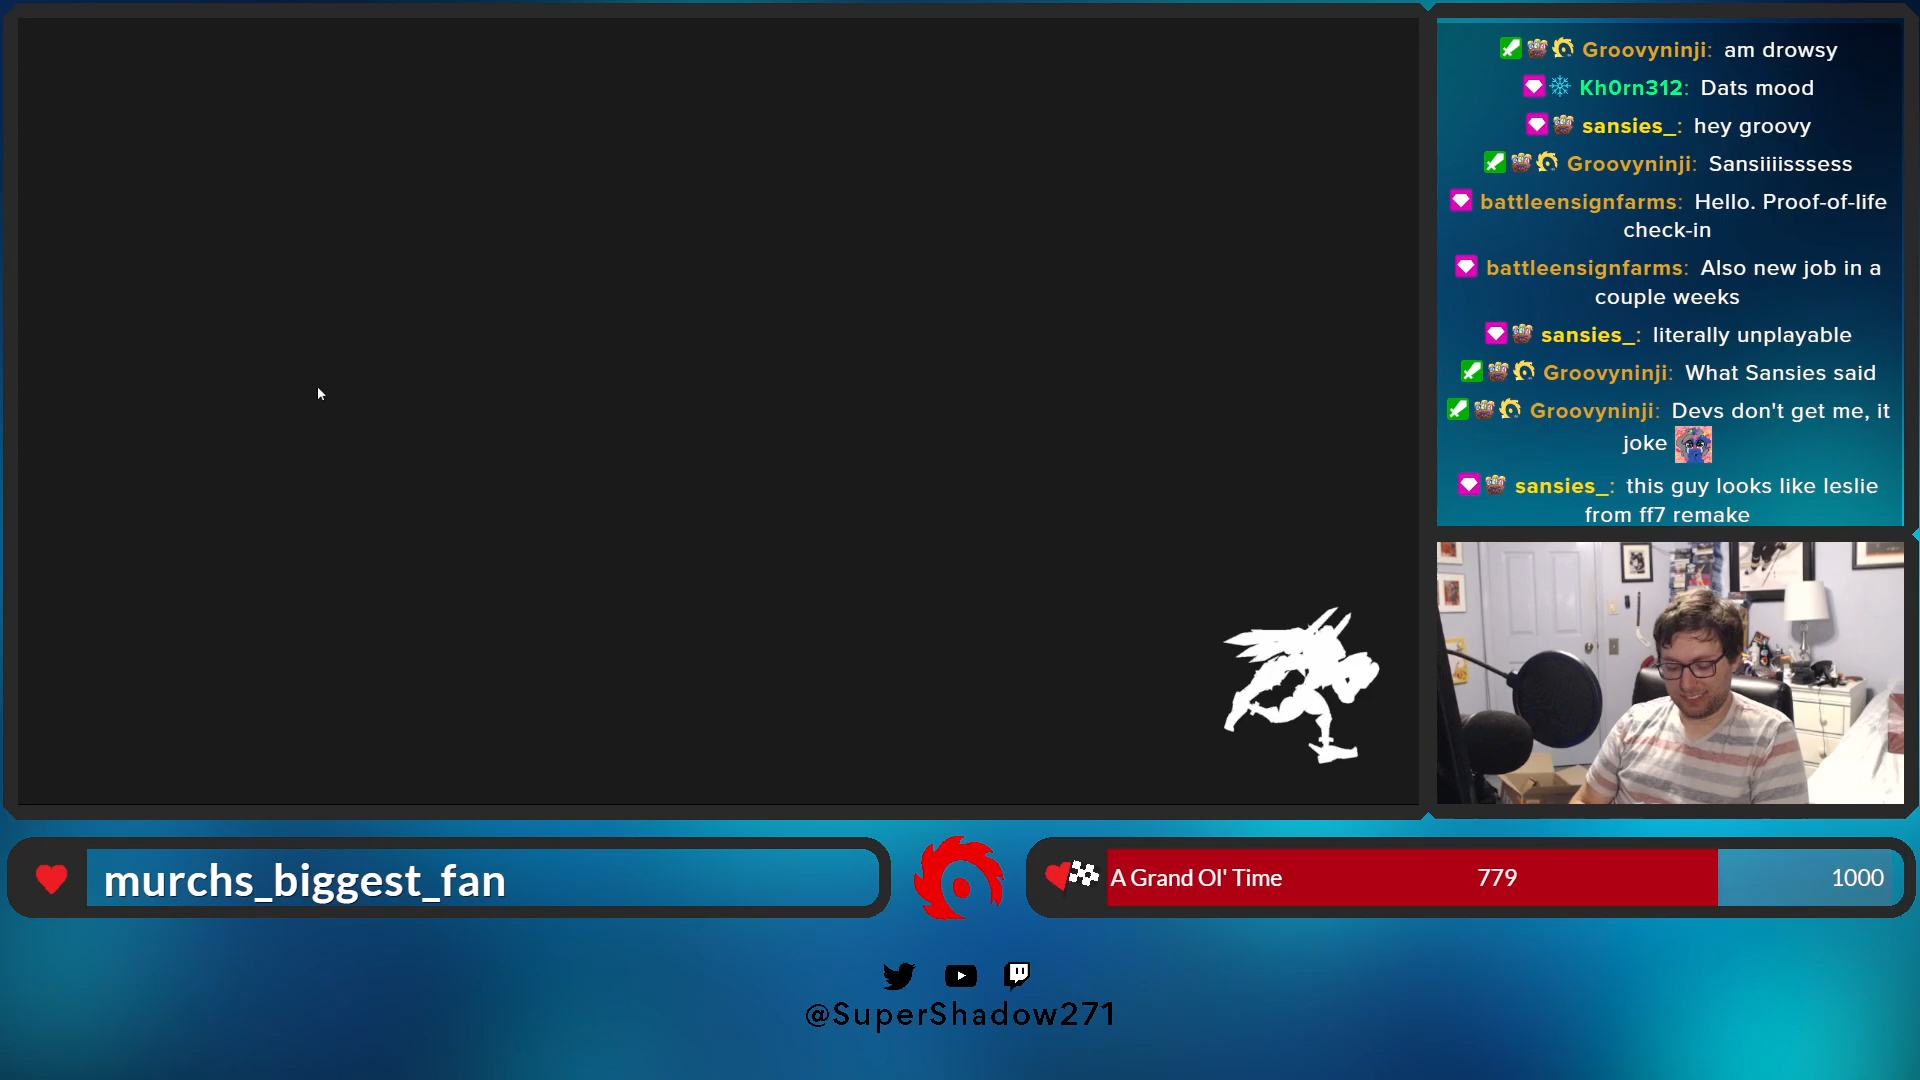 Groovyninji: am drowsy
Kh0rn312: Dats mood
sansies_: hey groovy
Groovyninji: Sansiiiisssess
battleensignfarms: Hello. Proof-of-life
check-in
battleensignfarms: Also new job in a
couple weeks
sansies_: literally unplayable
Groovyninji: What Sansies said
Groovyninji: Devs don't get me, it
joke
sansies_: this guy looks like leslie
from ff7 remake
murchs_biggest_fan
A Grand Ol' Time 779 1000
@SuperShadow271